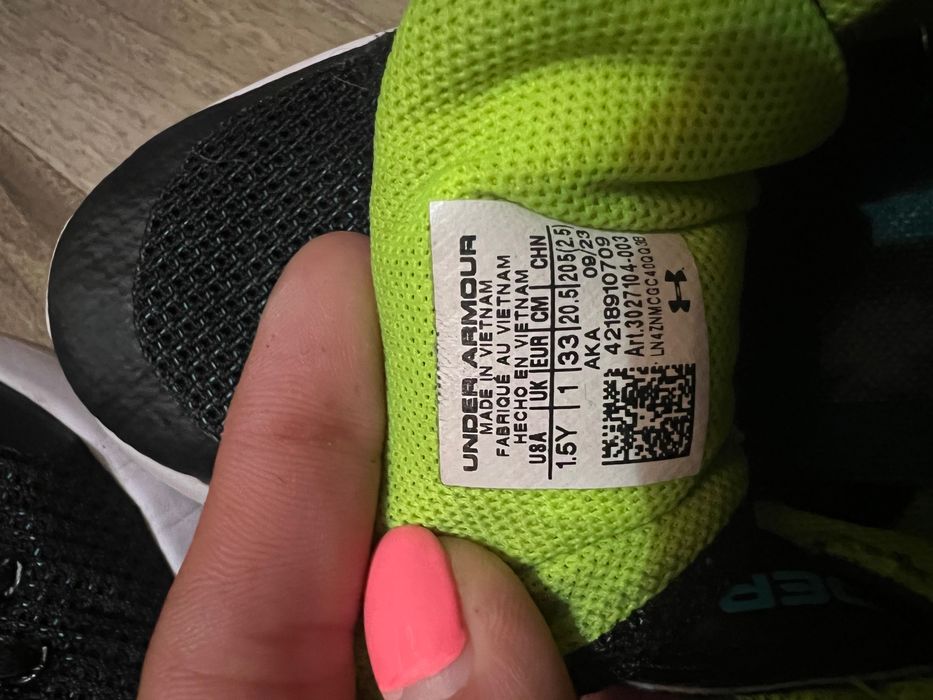 UNDER ARMOUR
MADE IN VIETNAM
FABRIQUÉ AU VIETNAM
HECHO EN VIETNAM
USA UK EUR CM CHN
1.5Y 1 33 20.5 205(2.5
AKA 09/23
4218910709
Art.3027104-003